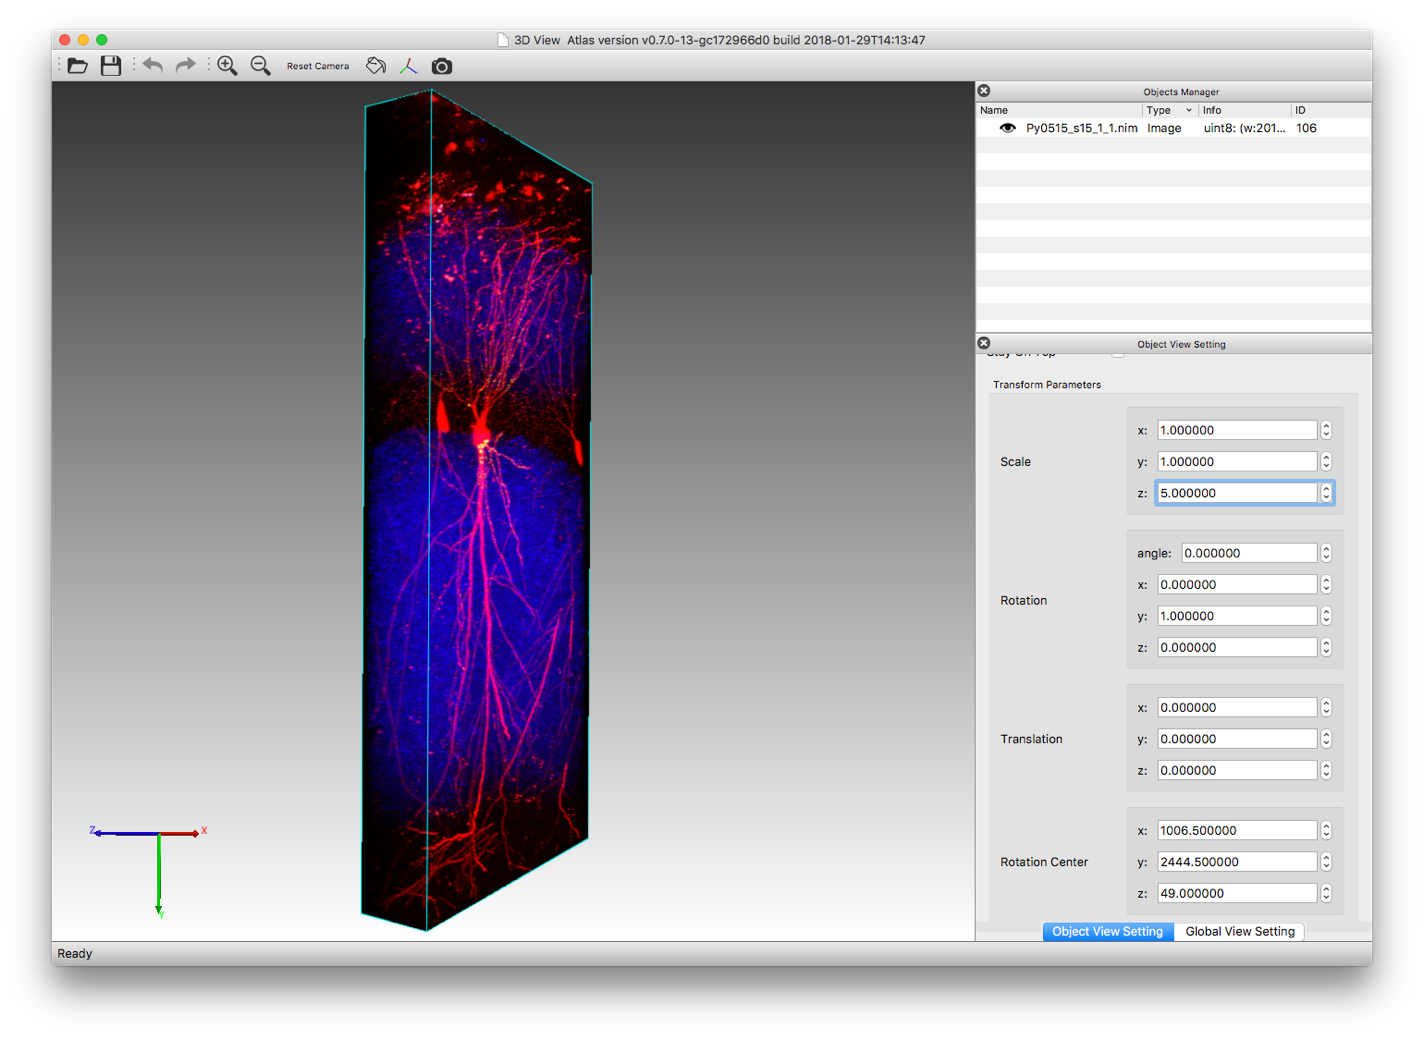 3D View  Atlas version v0.7.0-13-gc172966d0 build 2018-01-29T14:13:47
Reset Camera
Objects Manager
Name Type Info ID
Py0515_s15_1_1.nim Image uint8: (w:201... 106
Object View Setting
Stay On Top
Transform Parameters
Scale
x: 1.000000
y: 1.000000
z: 5.000000
Rotation
angle: 0.000000
x: 0.000000
y: 1.000000
z: 0.000000
Translation
x: 0.000000
y: 0.000000
z: 0.000000
Rotation Center
x: 1006.500000
y: 2444.500000
z: 49.000000
Z X
Y
Object View Setting Global View Setting
Ready